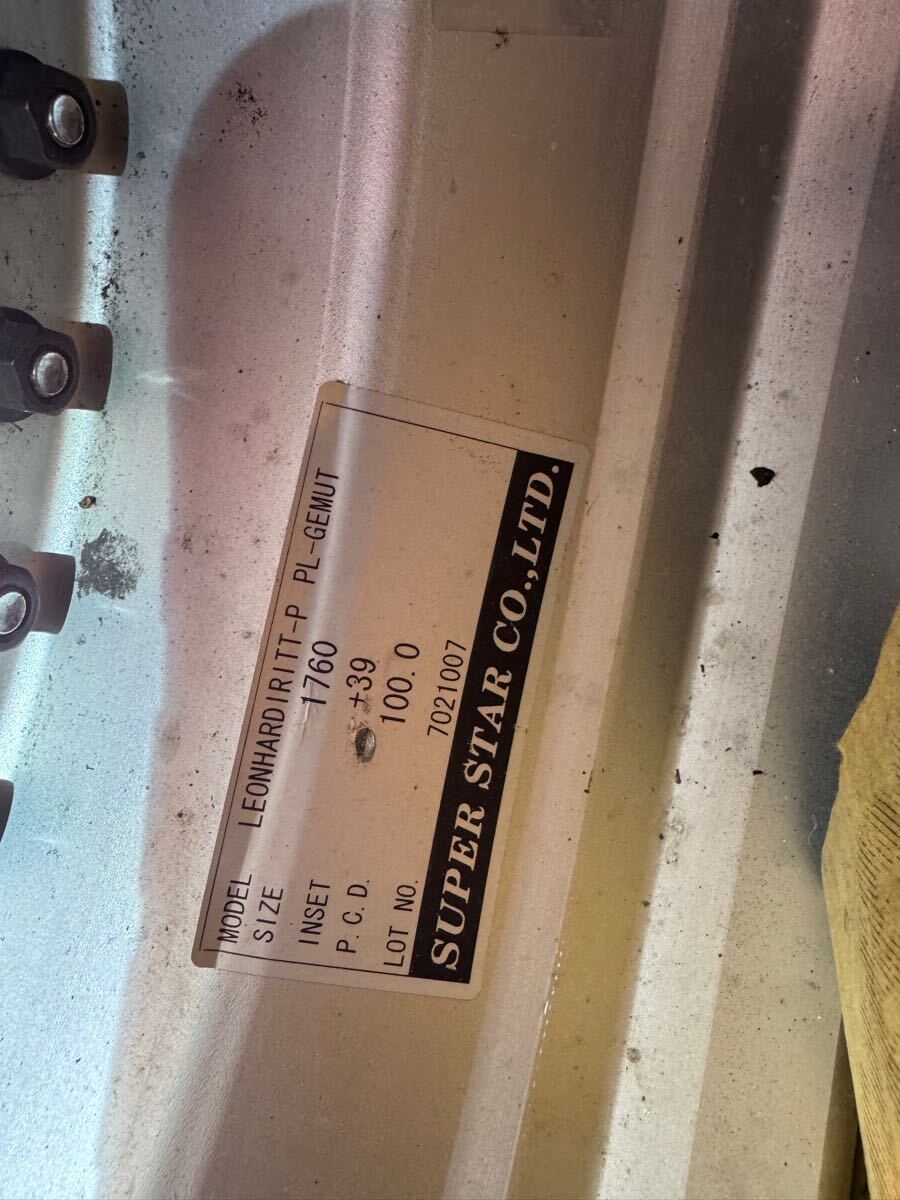 MODEL LEONHARDIRITT-P PL-GEMUT
SIZE 1760
INSET +39
P.C.D. 100.0
LOT NO. 7021007
SUPER STAR CO.,LTD.